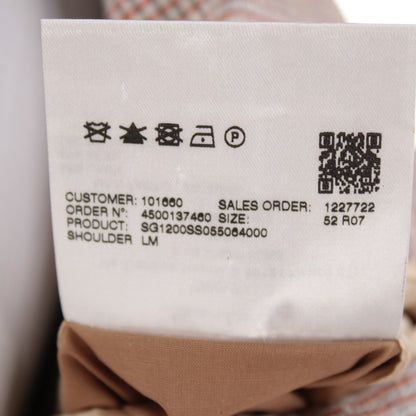 P
CUSTOMER: 101660 SALES ORDER: 1227722
ORDER N°: 4500137460 SIZE: 52 R07
PRODUCT: SG1200SS055064000
SHOULDER LM